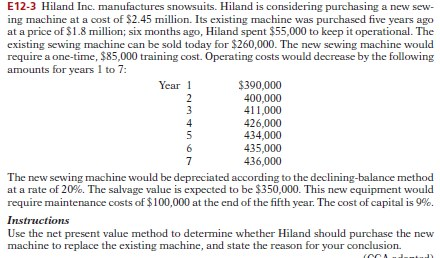 E12-3 Hiland Inc. manufactures snowsuits. Hiland is considering purchasing a new sew-
ing machine at a cost of $2.45 million. Its existing machine was purchased five years ago
at a price of $1.8 million; six months ago, Hiland spent $55,000 to keep it operational. The
existing sewing machine can be sold today for $260,000. The new sewing machine would
require a one-time, $85,000 training cost. Operating costs would decrease by the following
amounts for years 1 to 7:
Year 1 $390,000
2 400,000
3 411,000
4 426,000
5 434,000
6 435,000
7 436,000
The new sewing machine would be depreciated according to the declining-balance method
at a rate of 20%. The salvage value is expected to be $350,000. This new equipment would
require maintenance costs of $100,000 at the end of the fifth year. The cost of capital is 9%.
Instructions
Use the net present value method to determine whether Hiland should purchase the new
machine to replace the existing machine, and state the reason for your conclusion.